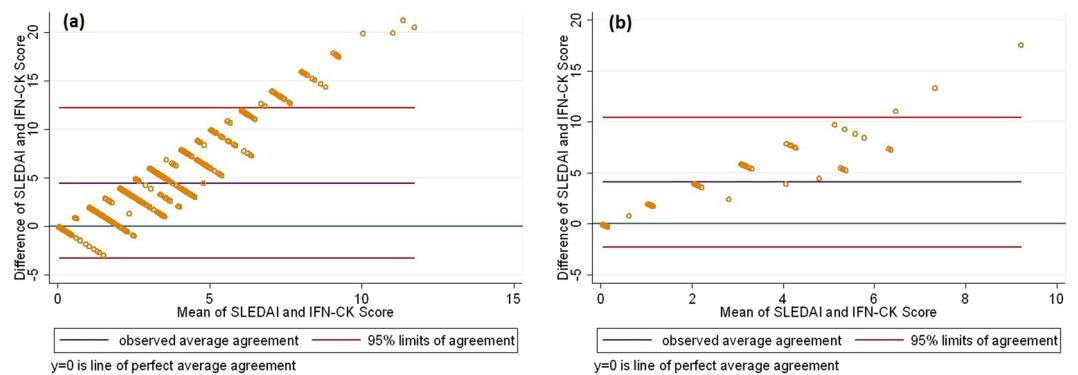 (a)
Difference of SLEDAI and IFN-CK Score
20
15
10
5
0
-5
0 5 10 15
Mean of SLEDAI and IFN-CK Score
observed average agreement 95% limits of agreement
y=0 is line of perfect average agreement
(b)
Difference of SLEDAI and IFN-CK Score
20
15
10
5
0
-5
0 2 4 6 8 10
Mean of SLEDAI and IFN-CK Score
observed average agreement 95% limits of agreement
y=0 is line of perfect average agreement